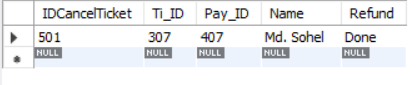 IDCancelTicket Ti_ID Pay_ID Name Refund
501 307 407 Md. Sohel Done
NULL NULL NULL NULL NULL